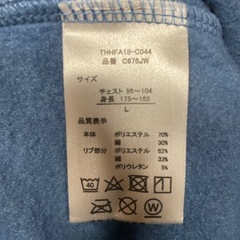 THHFA19-C044
品番 C876JW
サイズ
チェスト 96～104
身長 175～185
L
品質表示
本体 ポリエステル 70%
綿 30%
リブ部分 ポリエステル 62%
綿 33%
ポリウレタン 5%
40